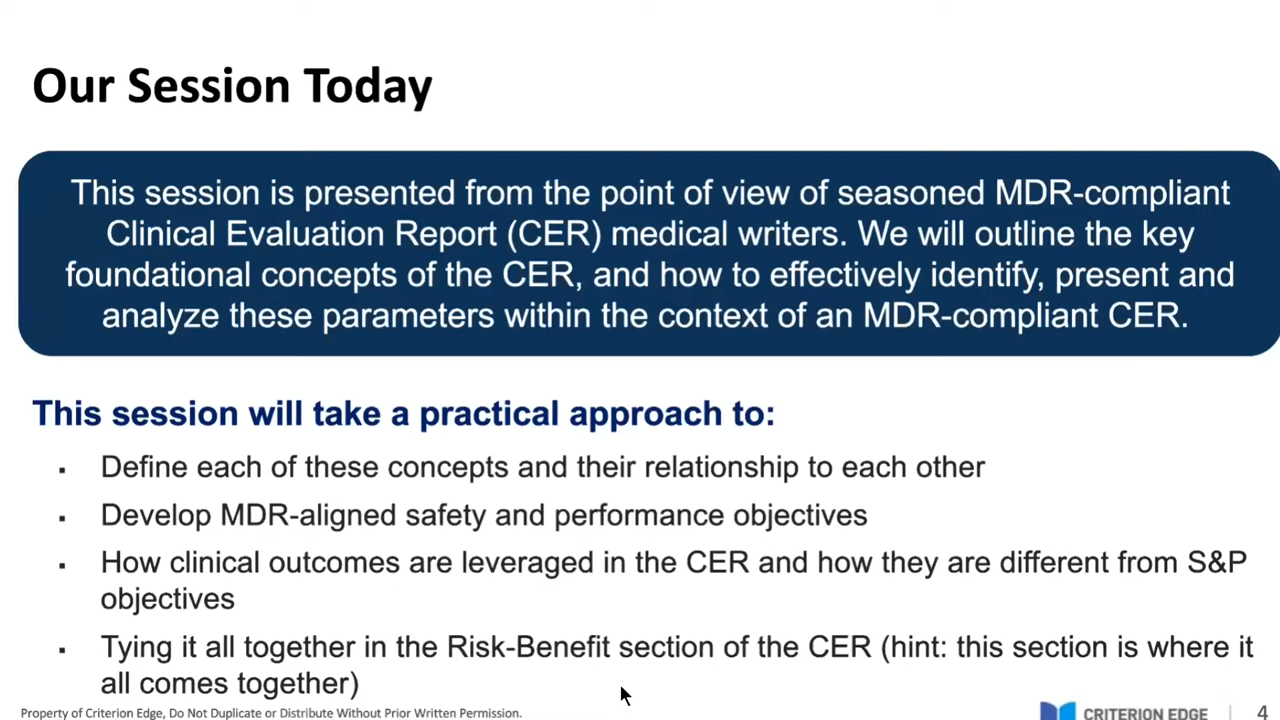 Our Session Today
This session is presented from the point of view of seasoned MDR-compliant
Clinical Evaluation Report (CER) medical writers. We will outline the key
foundational concepts of the CER, and how to effectively identify, present and
analyze these parameters within the context of an MDR-compliant CER.
This session will take a practical approach to:
▪ Define each of these concepts and their relationship to each other
▪ Develop MDR-aligned safety and performance objectives
▪ How clinical outcomes are leveraged in the CER and how they are different from S&P
objectives
▪ Tying it all together in the Risk-Benefit section of the CER (hint: this section is where it
all comes together)
Property of Criterion Edge, Do Not Duplicate or Distribute Without Prior Written Permission.
CRITERION EDGE
4